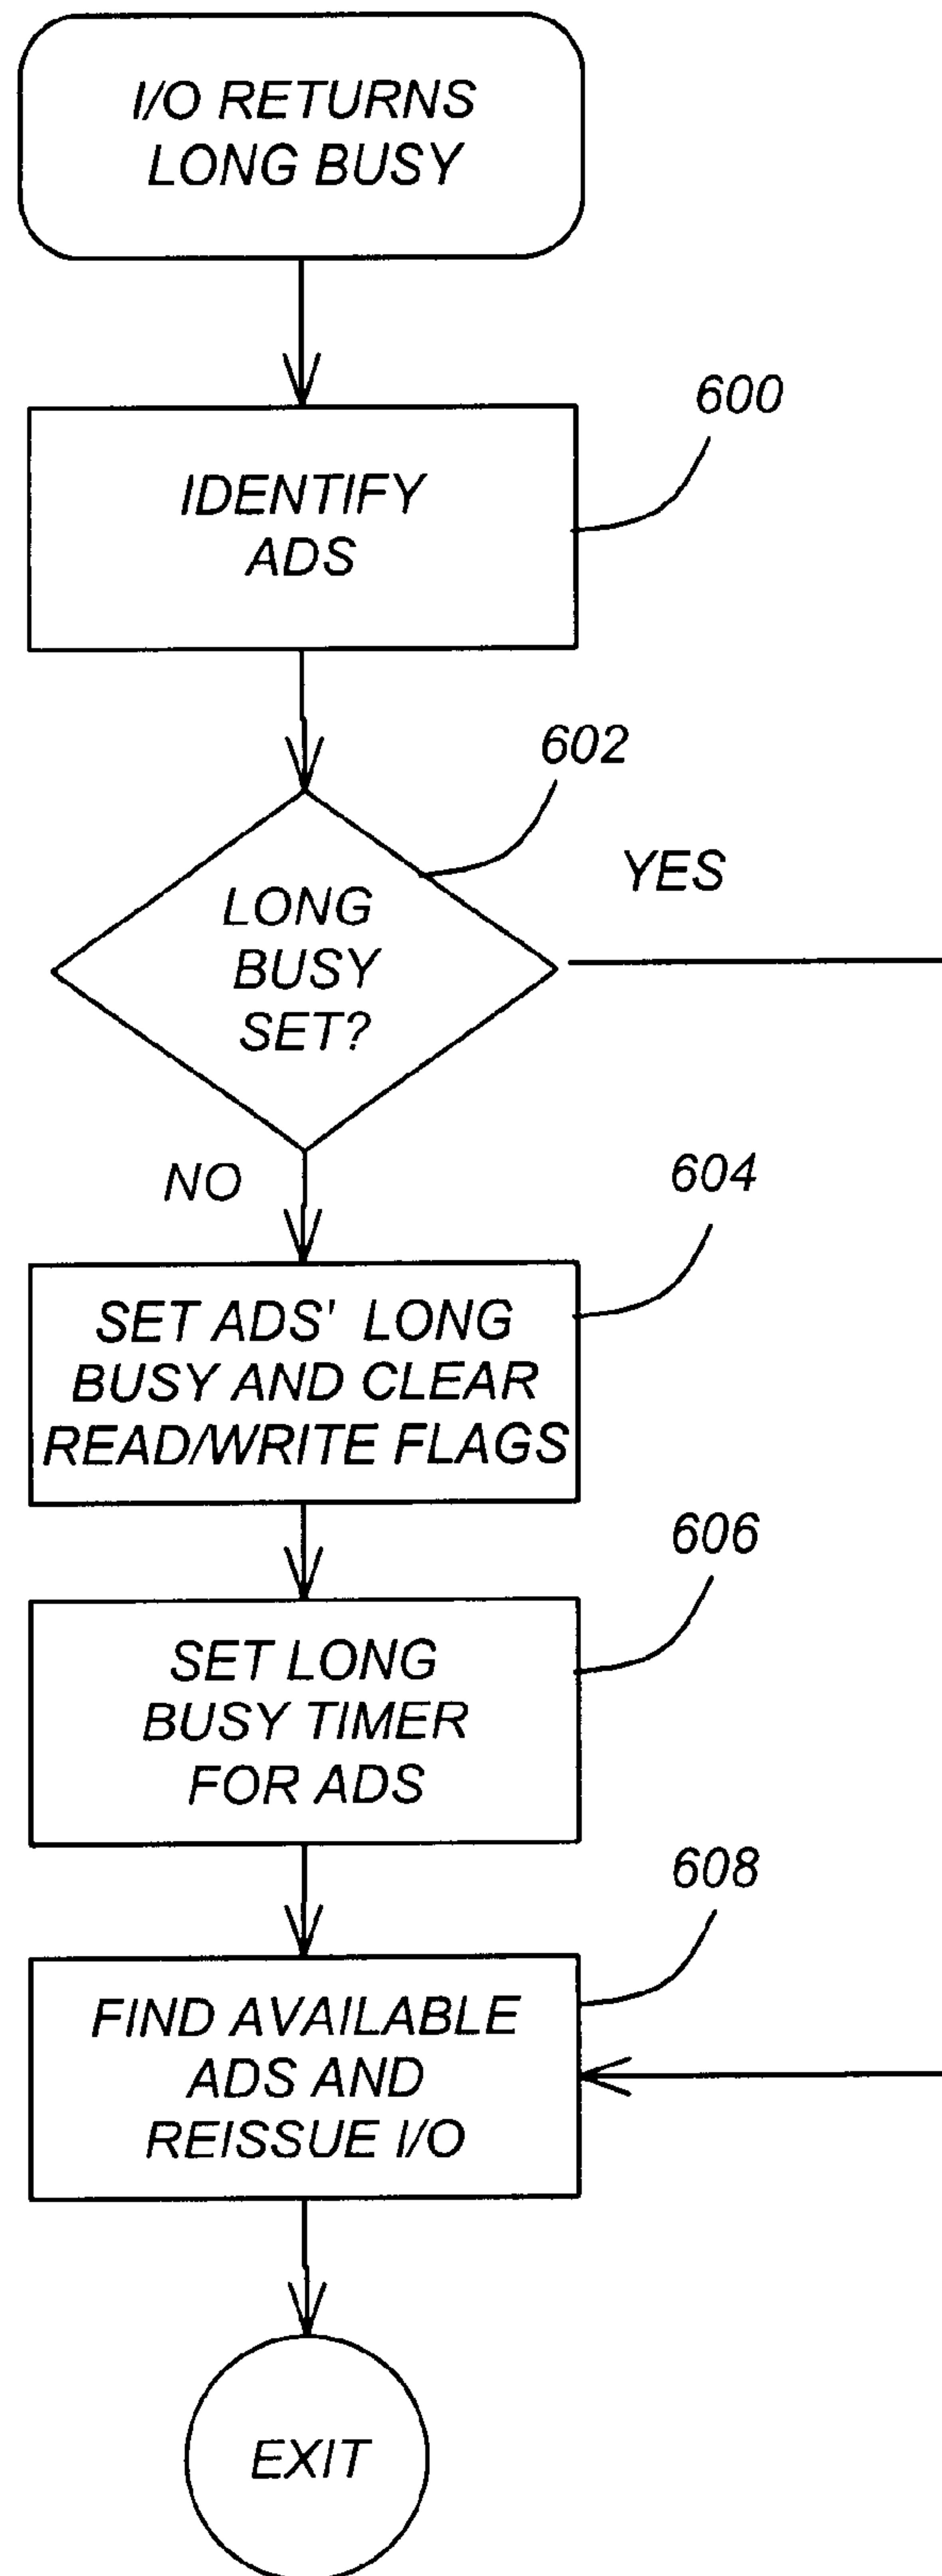 I/O RETURNS
LONG BUSY
600
IDENTIFY
ADS
602
YES
LONG
BUSY
SET?
NO
604
SET ADS' LONG
BUSY AND CLEAR
READ/WRITE FLAGS
606
SET LONG
BUSY TIMER
FOR ADS
608
FIND AVAILABLE
ADS AND
REISSUE I/O
EXIT